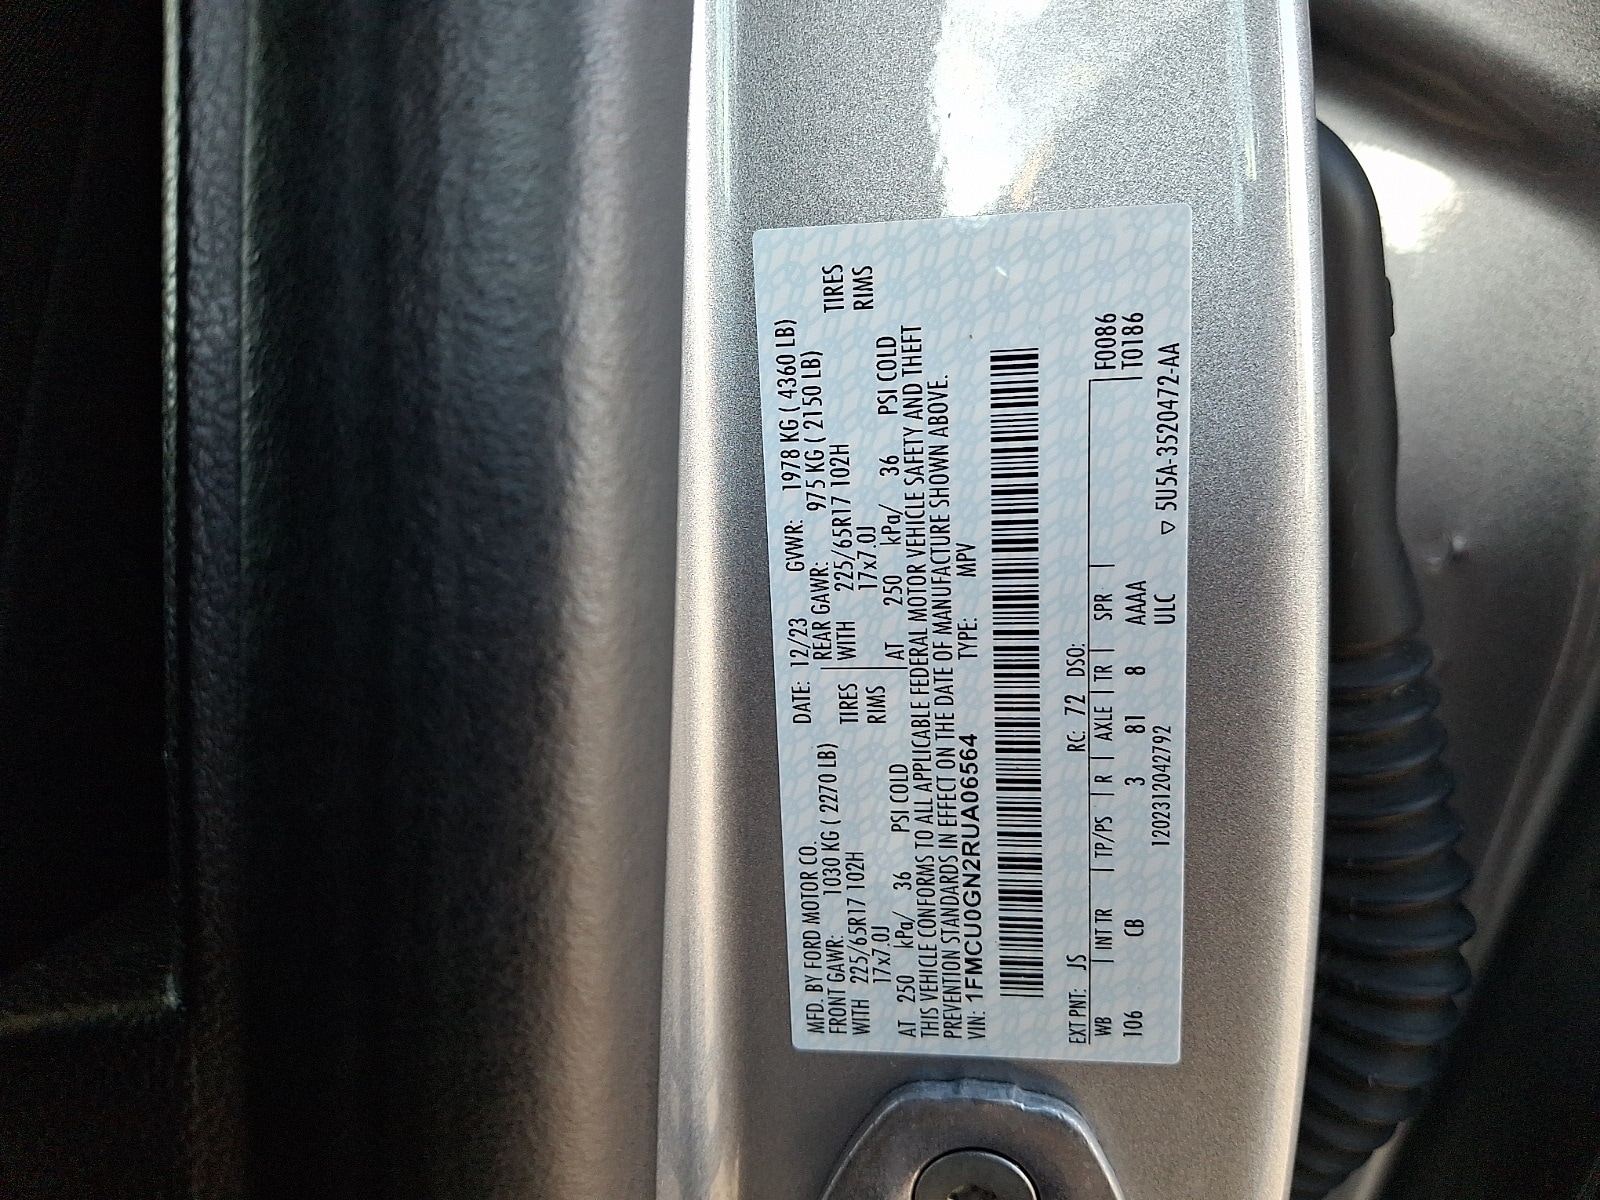 MFD. BY FORD MOTOR CO. DATE: 12/23 GVWR: 1978 KG ( 4360 LB)
FRONT GAWR: 1030 KG ( 2270 LB) REAR GAWR: 975 KG ( 2150 LB)
WITH 225/65R17 102H TIRES WITH 225/65R17 102H TIRES
17x7.0J RIMS 17x7.0J RIMS
AT 250 kPa/ 36 PSI COLD AT 250 kPa/ 36 PSI COLD
THIS VEHICLE CONFORMS TO ALL APPLICABLE FEDERAL MOTOR VEHICLE SAFETY AND THEFT
PREVENTION STANDARDS IN EFFECT ON THE DATE OF MANUFACTURE SHOWN ABOVE.
VIN: 1FMCU0GN2RUA06564 TYPE: MPV
EXT PNT: JS RC: 72 DSO:
WB | INT TR | TP/PS | R | AXLE | TR | SPR | F0086
106 CB 3 81 8 AAAA T0186
1202312042792 ULC ▽ 5U5A-3520472-AA